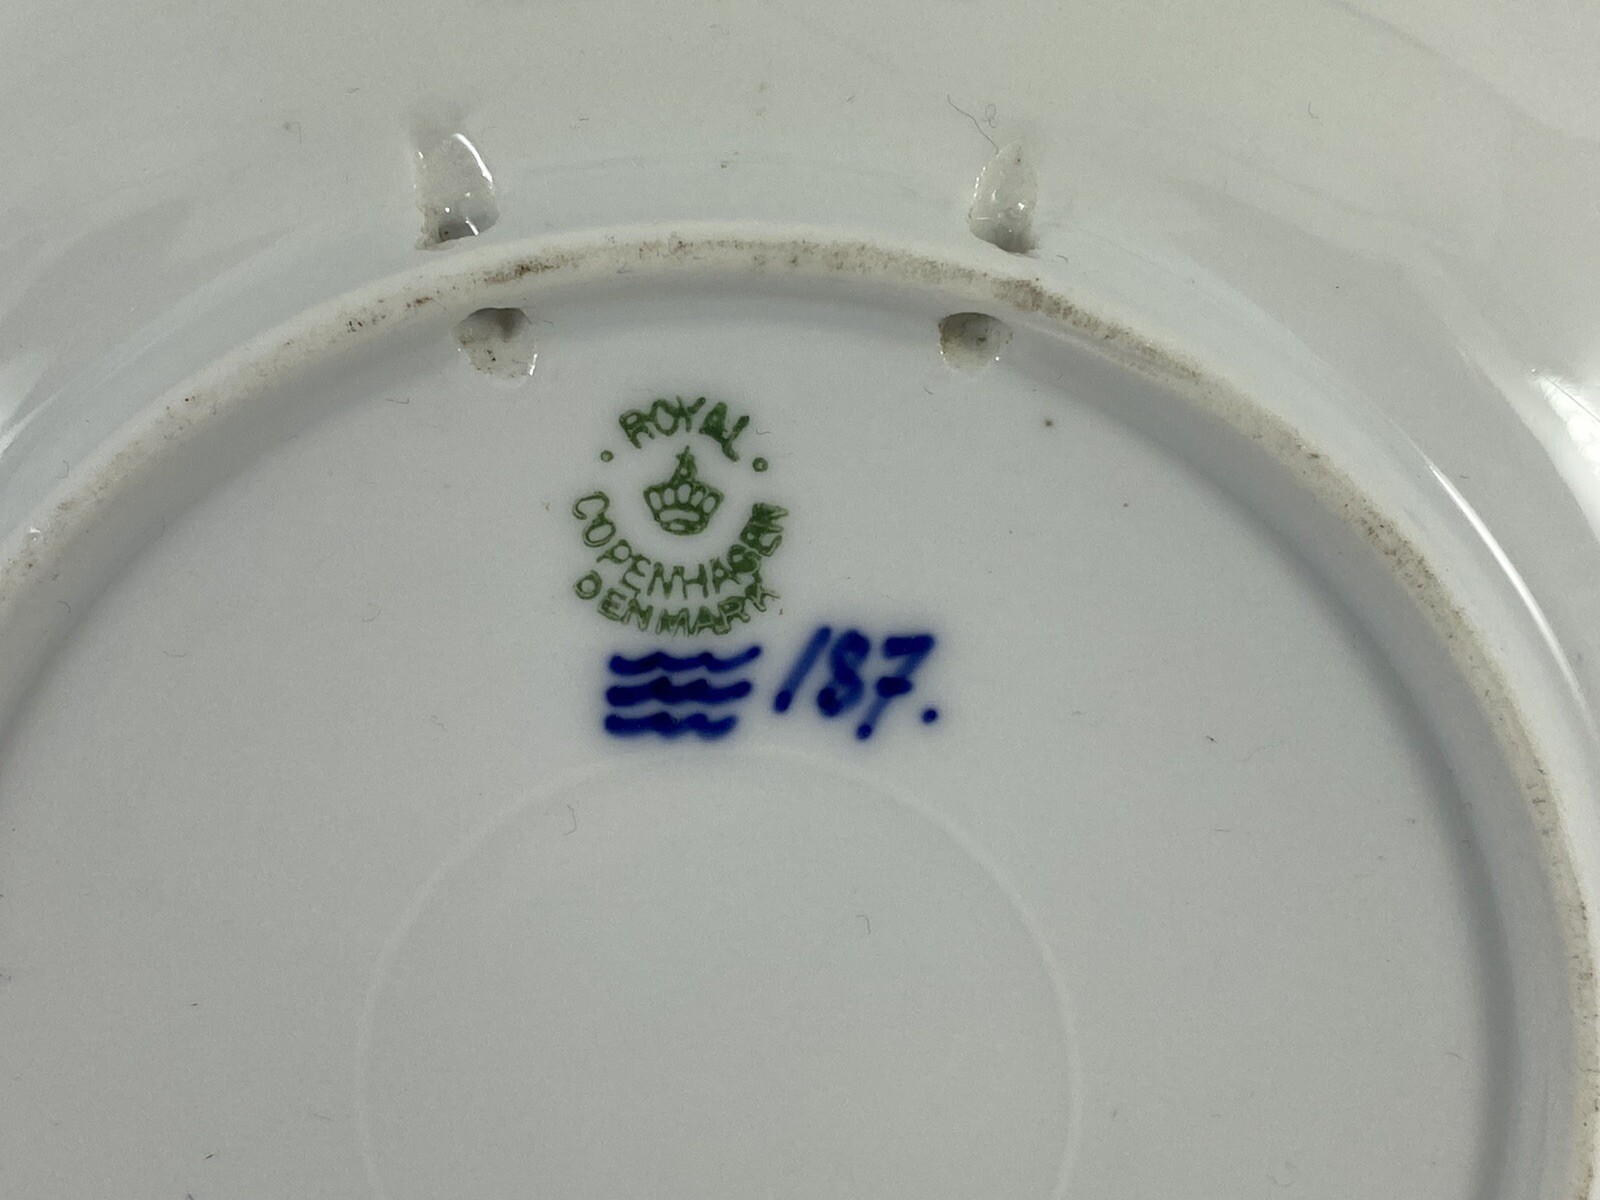 ROYAL
COPENHAGEN
DENMARK
187.